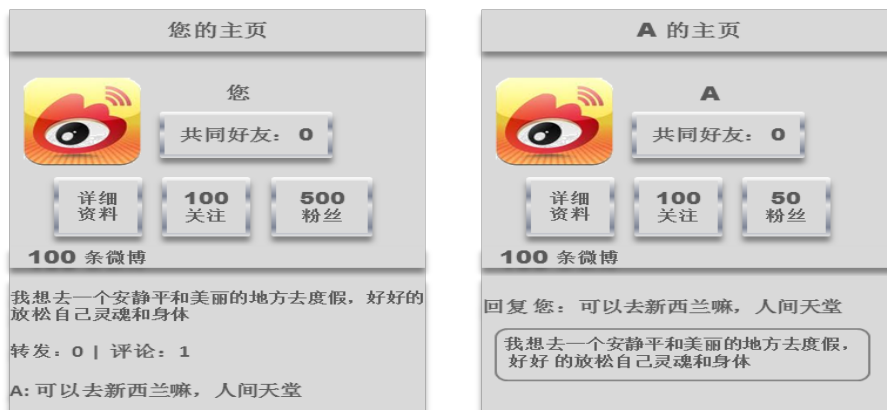 您的主页
您
共同好友： 0
详细
资料
100
关注
500
粉丝
100 条微博
我想去一个安静平和美丽的地方去度假，好好的
放松自己灵魂和身体
转发：0 | 评论：1
A: 可以去新西兰嘛，人间天堂
A 的主页
A
共同好友： 0
详细
资料
100
关注
50
粉丝
100 条微博
回复 您：可以去新西兰嘛，人间天堂
我想去一个安静平和美丽的地方去度假，
好好 的放松自己灵魂和身体